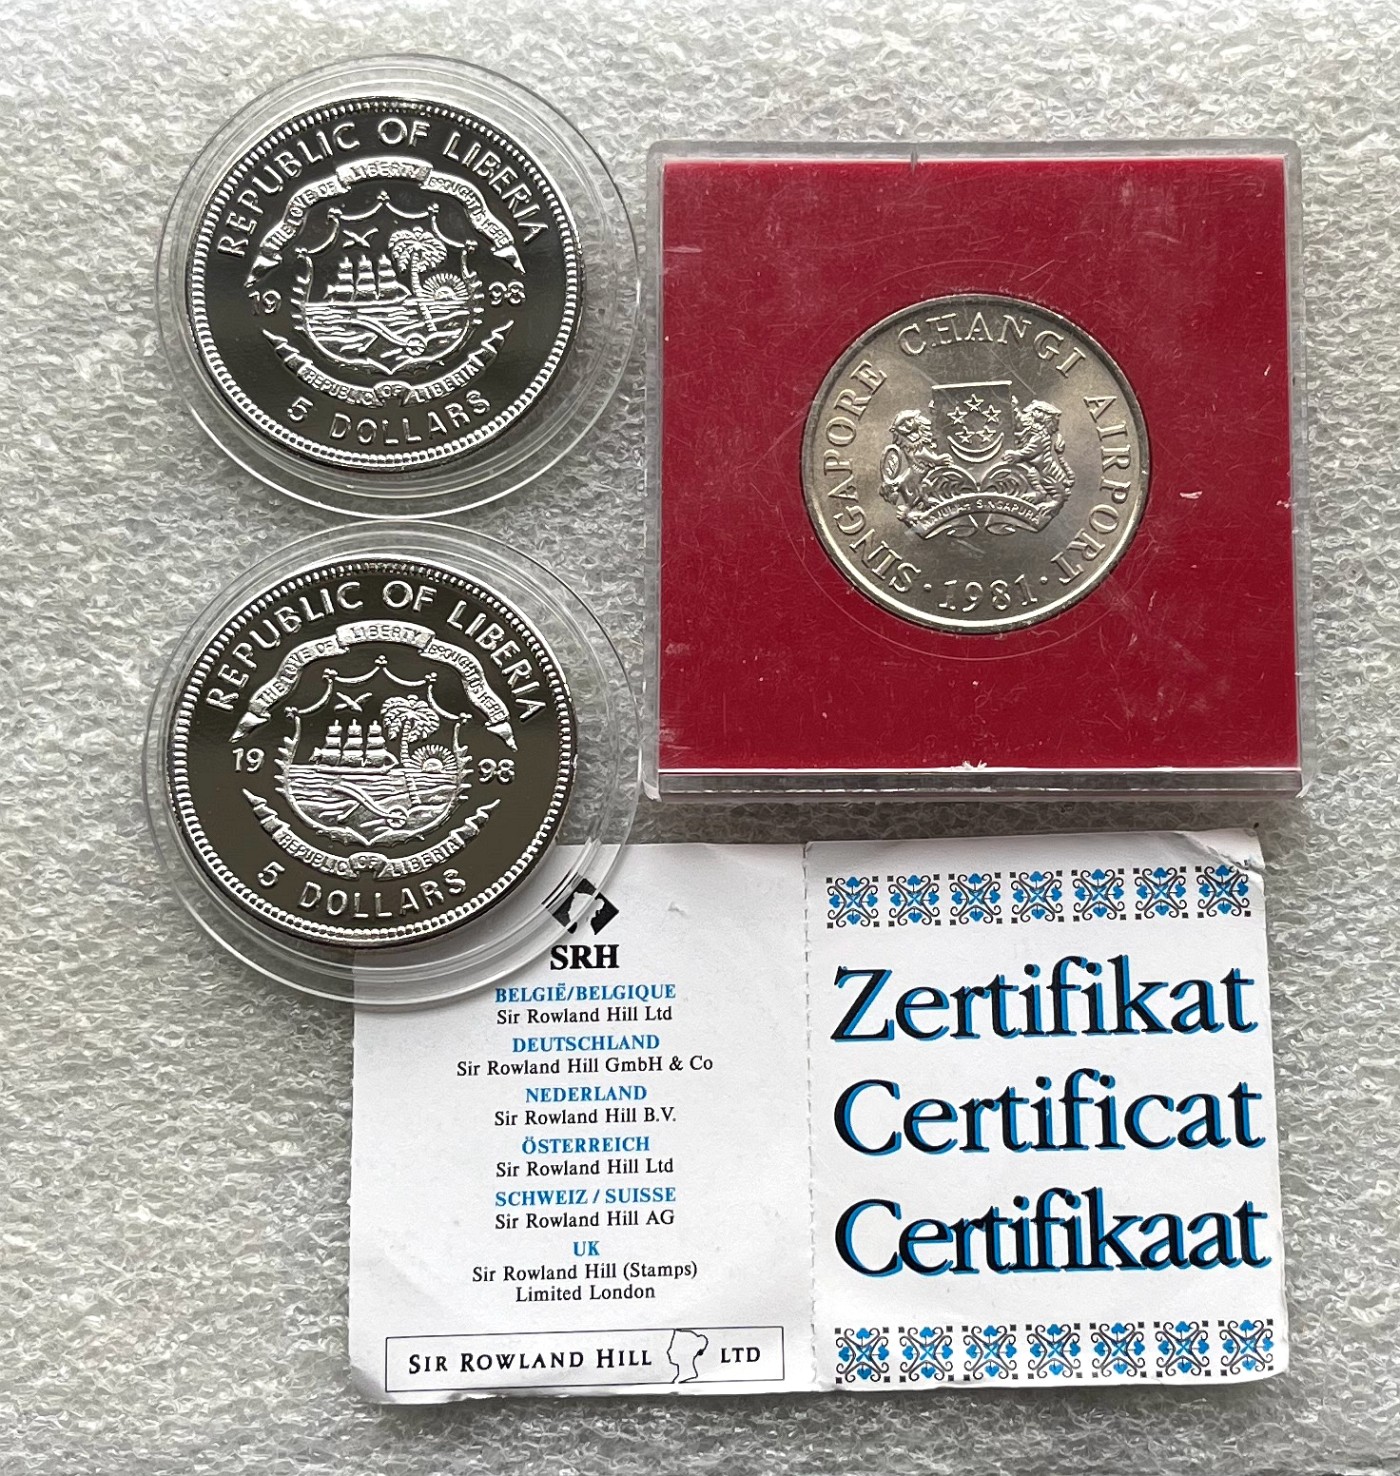 REPUBLIC OF LIBERIA
THE LOVE OF LIBERTY BROUGHT US HERE
19 98
REPUBLIC OF LIBERIA
5 DOLLARS
SINGAPORE CHANGI AIRPORT
MAJULAH SINGAPURA
· 1981 ·
REPUBLIC OF LIBERIA
THE LOVE OF LIBERTY BROUGHT US HERE
19 98
REPUBLIC OF LIBERIA
5 DOLLARS
SRH
BELGIË/BELGIQUE
Sir Rowland Hill Ltd
DEUTSCHLAND
Sir Rowland Hill GmbH & Co
NEDERLAND
Sir Rowland Hill B.V.
ÖSTERREICH
Sir Rowland Hill Ltd
SCHWEIZ / SUISSE
Sir Rowland Hill AG
UK
Sir Rowland Hill (Stamps)
Limited London
SIR ROWLAND HILL LTD
Zertifikat
Certificat
Certifikaat